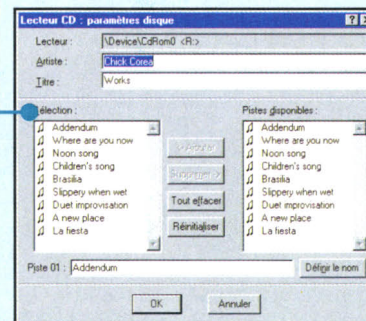 Lecteur CD : paramètres disque
Lecteur : \Device\CdRom0 <R:>
Artiste : Chick Corea
Titre : Works
Sélection :
Addendum
Where are you now
Noon song
Children's song
Brasilia
Slippery when wet
Duet improvisation
A new place
La fiesta
<- Ajouter
Supprimer ->
Tout effacer
Réinitialiser
Pistes disponibles :
Addendum
Where are you now
Noon song
Children's song
Brasilia
Slippery when wet
Duet improvisation
A new place
La fiesta
Piste 01 : Addendum Définir le nom
OK Annuler